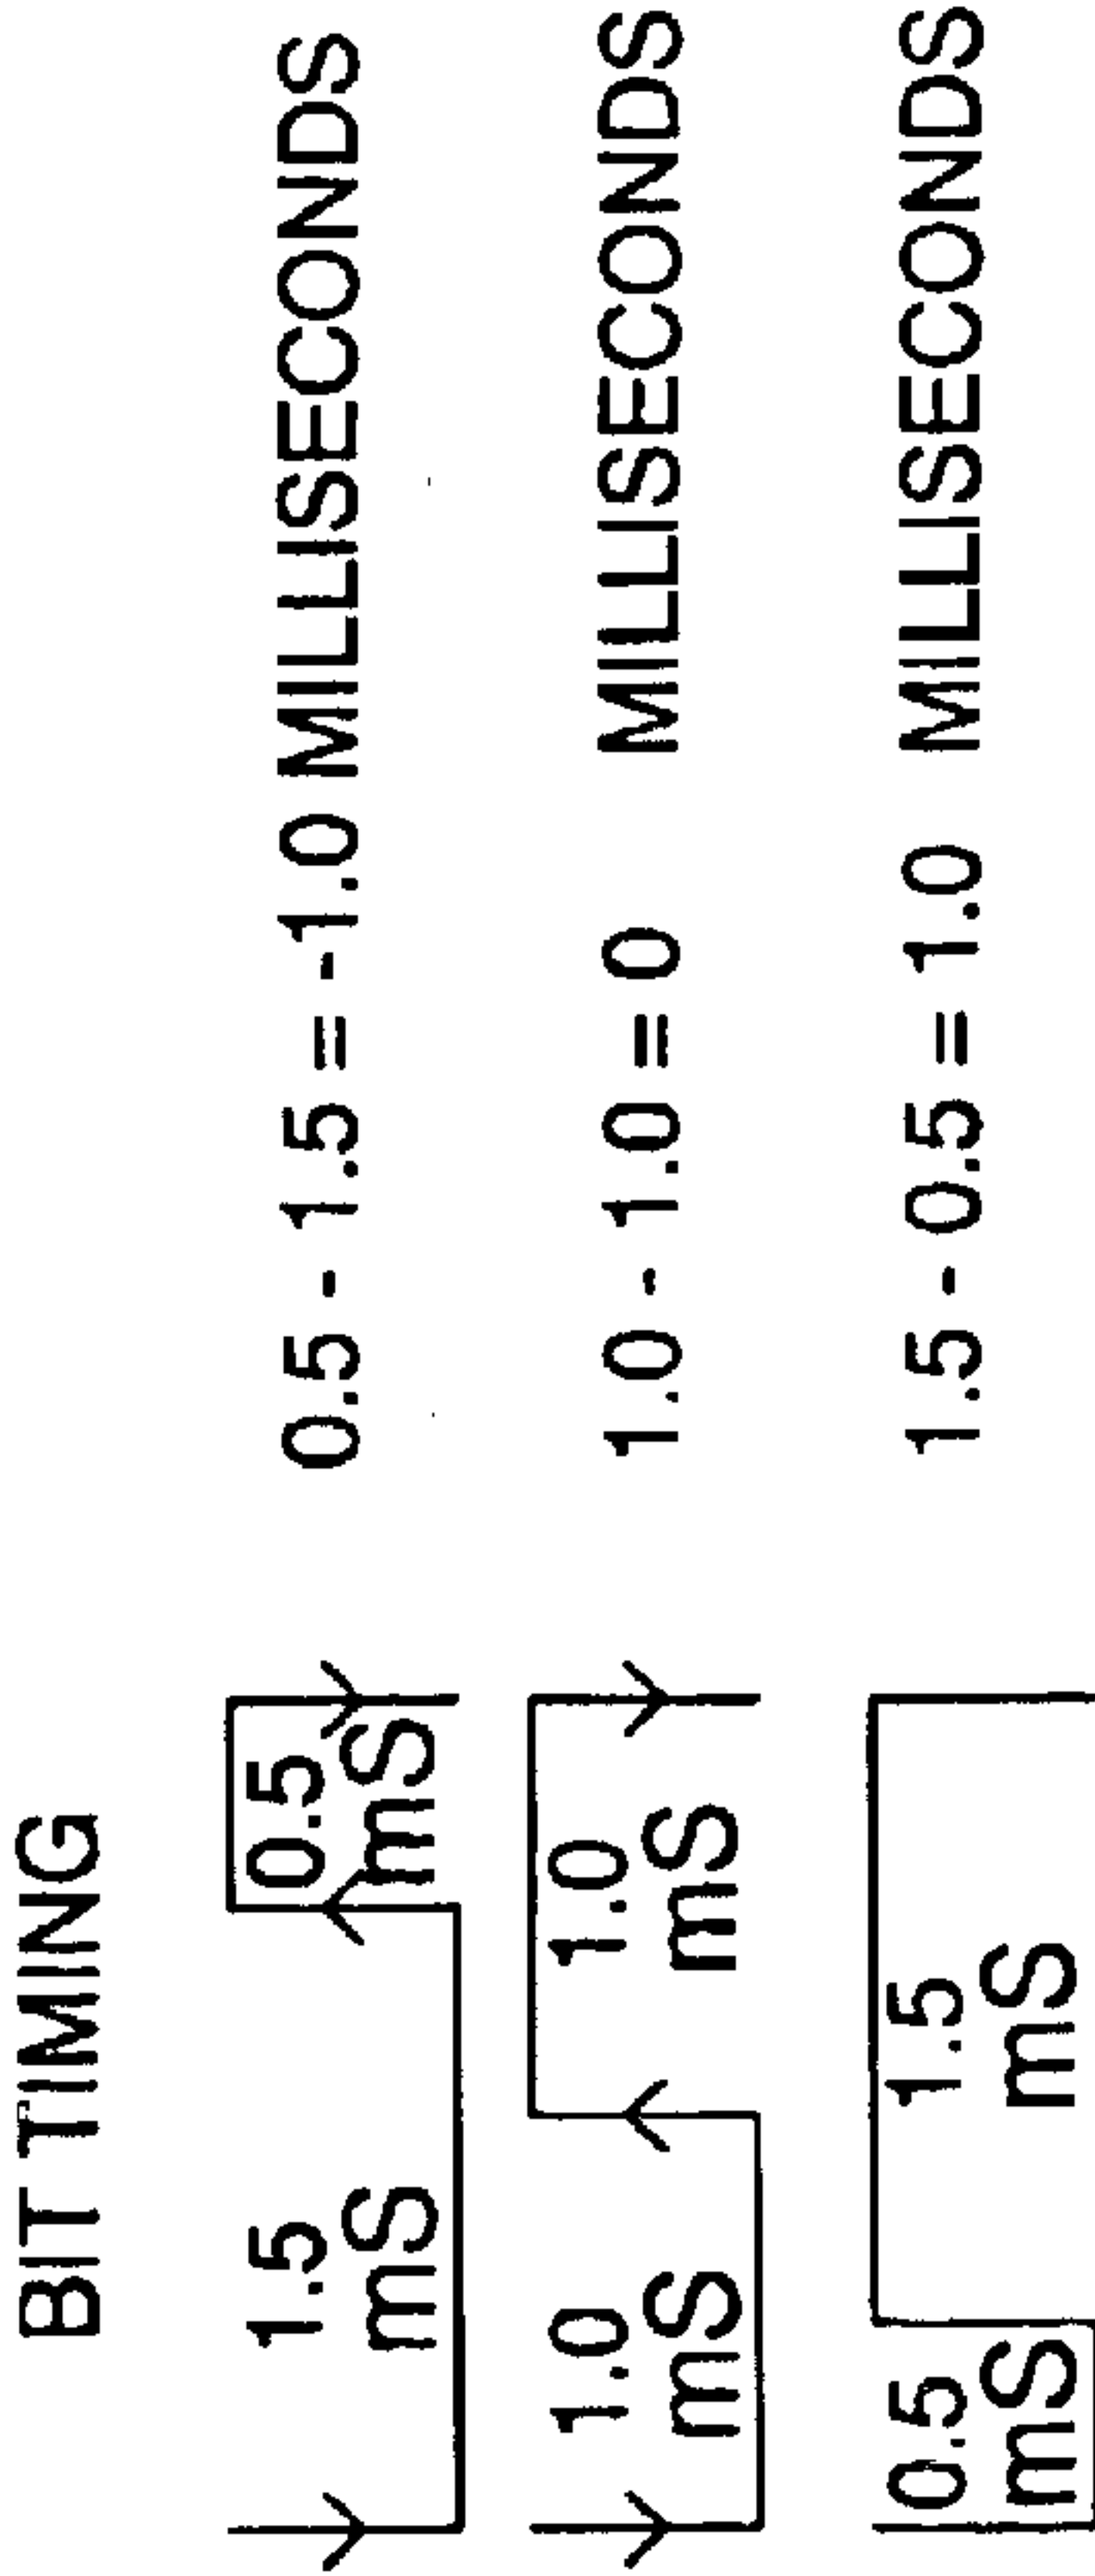 BIT TIMING
1.5 mS 0.5 mS 0.5 - 1.5 = -1.0 MILLISECONDS
1.0 mS 1.0 mS 1.0 - 1.0 = 0 MILLISECONDS
0.5 mS 1.5 mS 1.5 - 0.5 = 1.0 MILLISECONDS